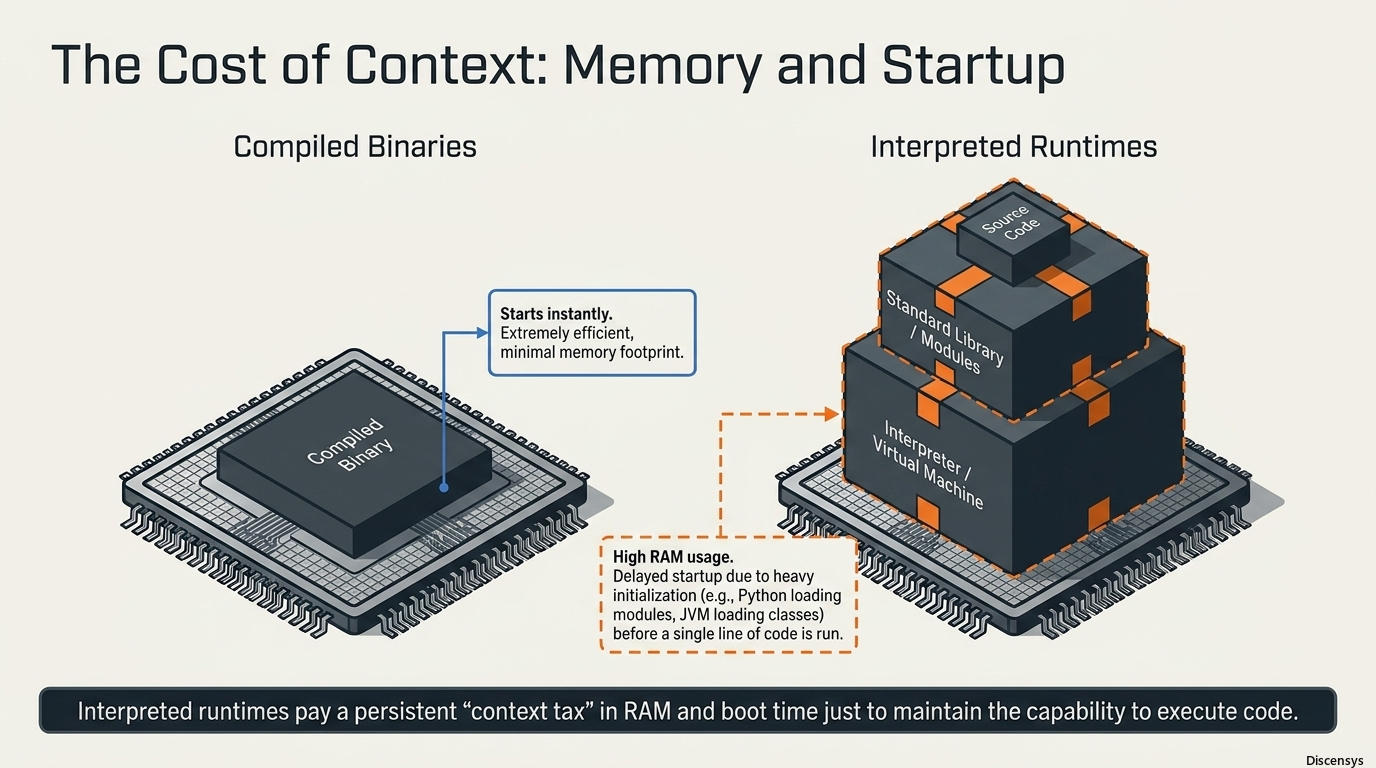 The Cost of Context: Memory and Startup
Compiled Binaries
Interpreted Runtimes
Compiled
Binary
Starts instantly.
Extremely efficient,
minimal memory footprint.
Source
Code
Standard Library
/ Modules
Interpreter /
Virtual Machine
High RAM usage.
Delayed startup due to heavy
initialization (e.g., Python loading
modules, JVM loading classes)
before a single line of code is run.
Interpreted runtimes pay a persistent “context tax” in RAM and boot time just to maintain the capability to execute code.
Discensys